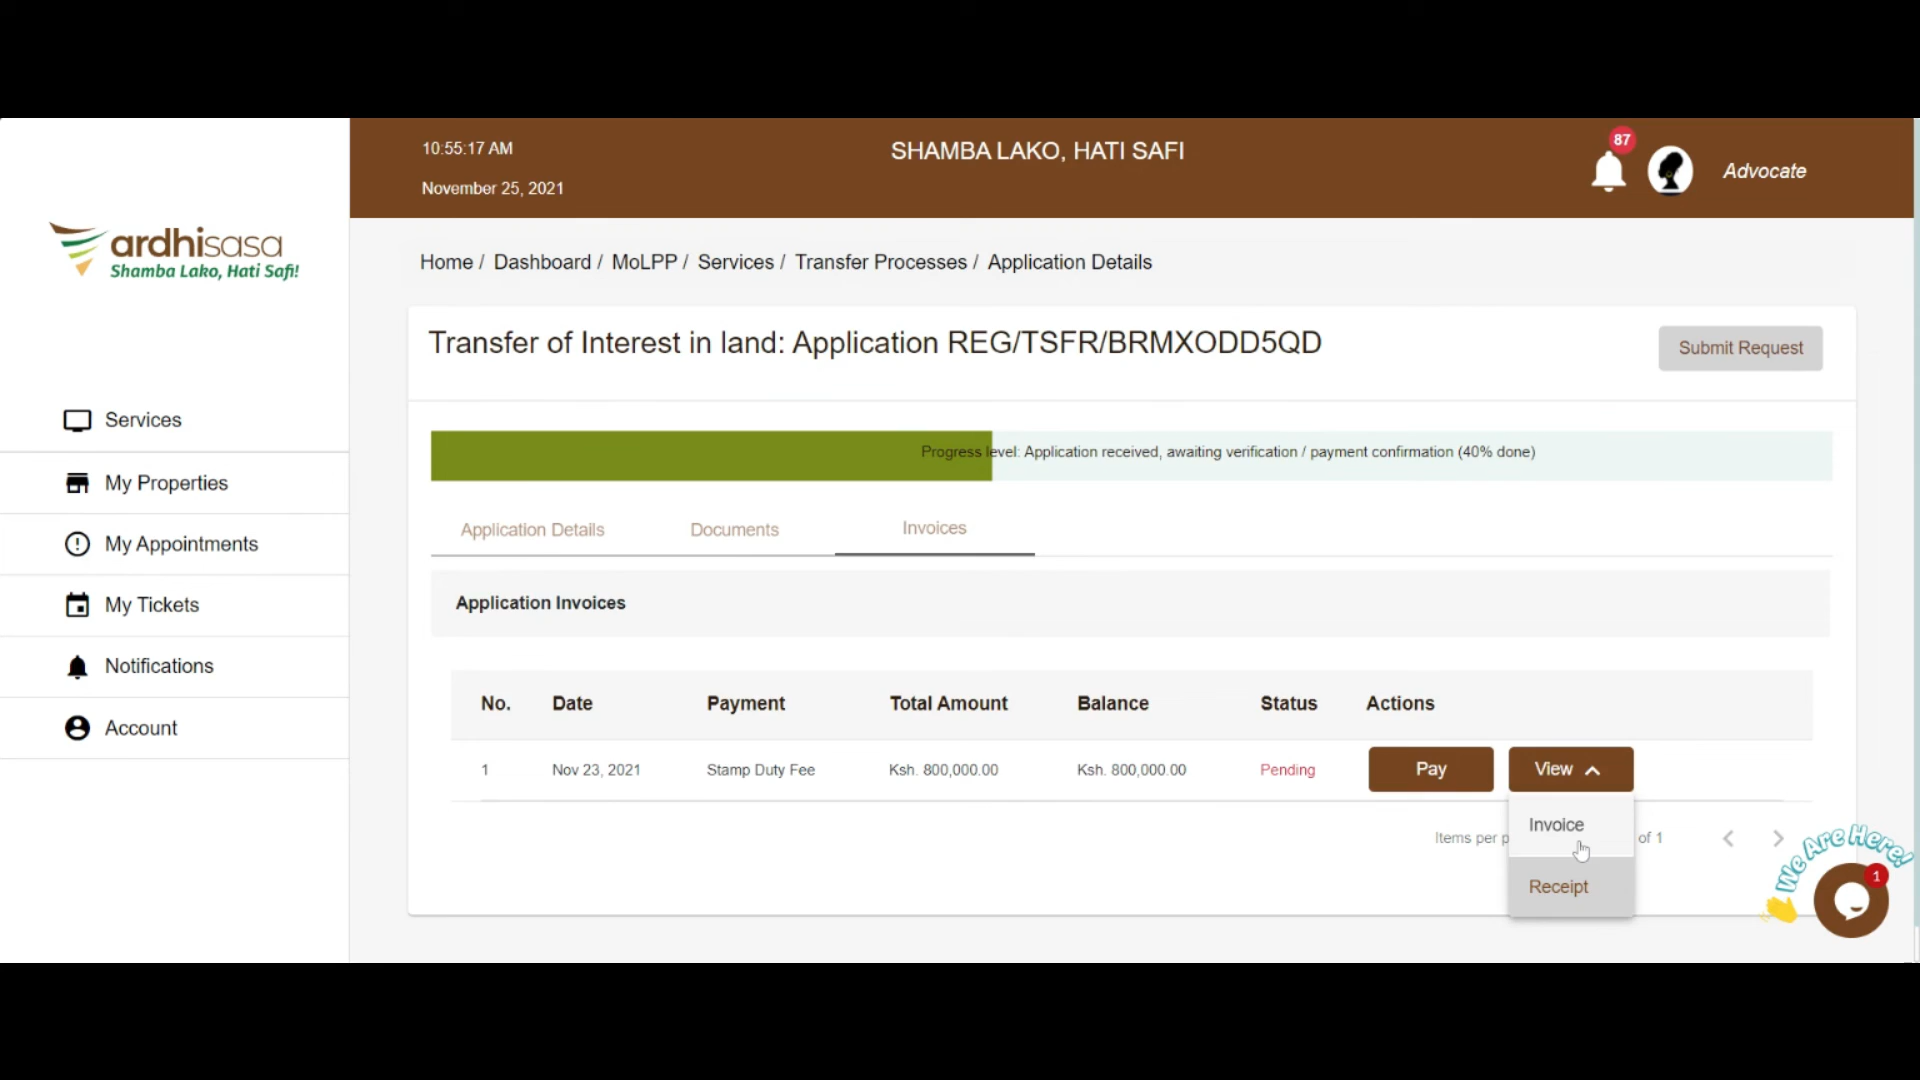 10:55:17 AM
SHAMBA LAKO, HATI SAFI
87
Advocate
November 25, 2021
ardhisasa
Shamba Lako, Hati Safi!
Home / Dashboard / MoLPP / Services / Transfer Processes / Application Details
Transfer of Interest in land: Application REG/TSFR/BRMXODD5QD
Submit Request
Services
My Properties
My Appointments
My Tickets
Notifications
Account
Progress level: Application received, awaiting verification / payment confirmation (40% done)
Application Details Documents Invoices
Application Invoices
No. Date Payment Total Amount Balance Status Actions
1 Nov 23, 2021 Stamp Duty Fee Ksh. 800,000.00 Ksh. 800,000.00 Pending Pay View
Invoice
Receipt
Items per p
of 1
We Are Here!
1